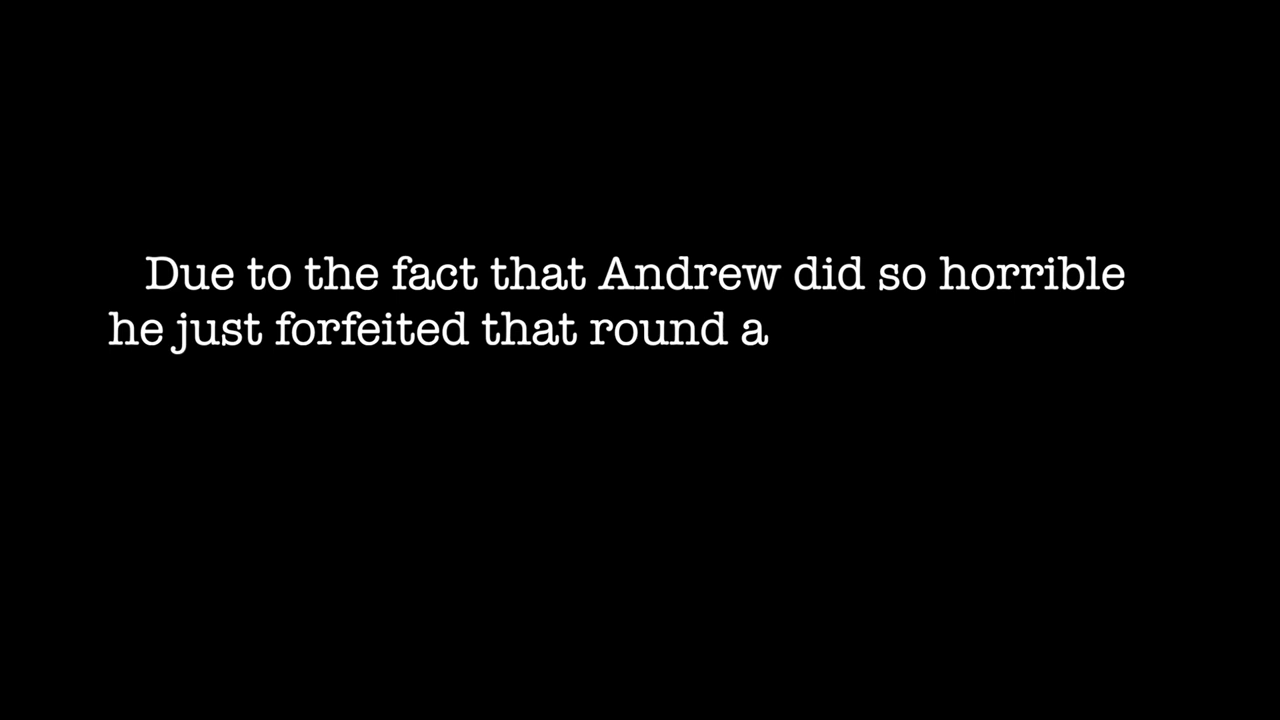 Due to the fact that Andrew did so horrible
he just forfeited that round a